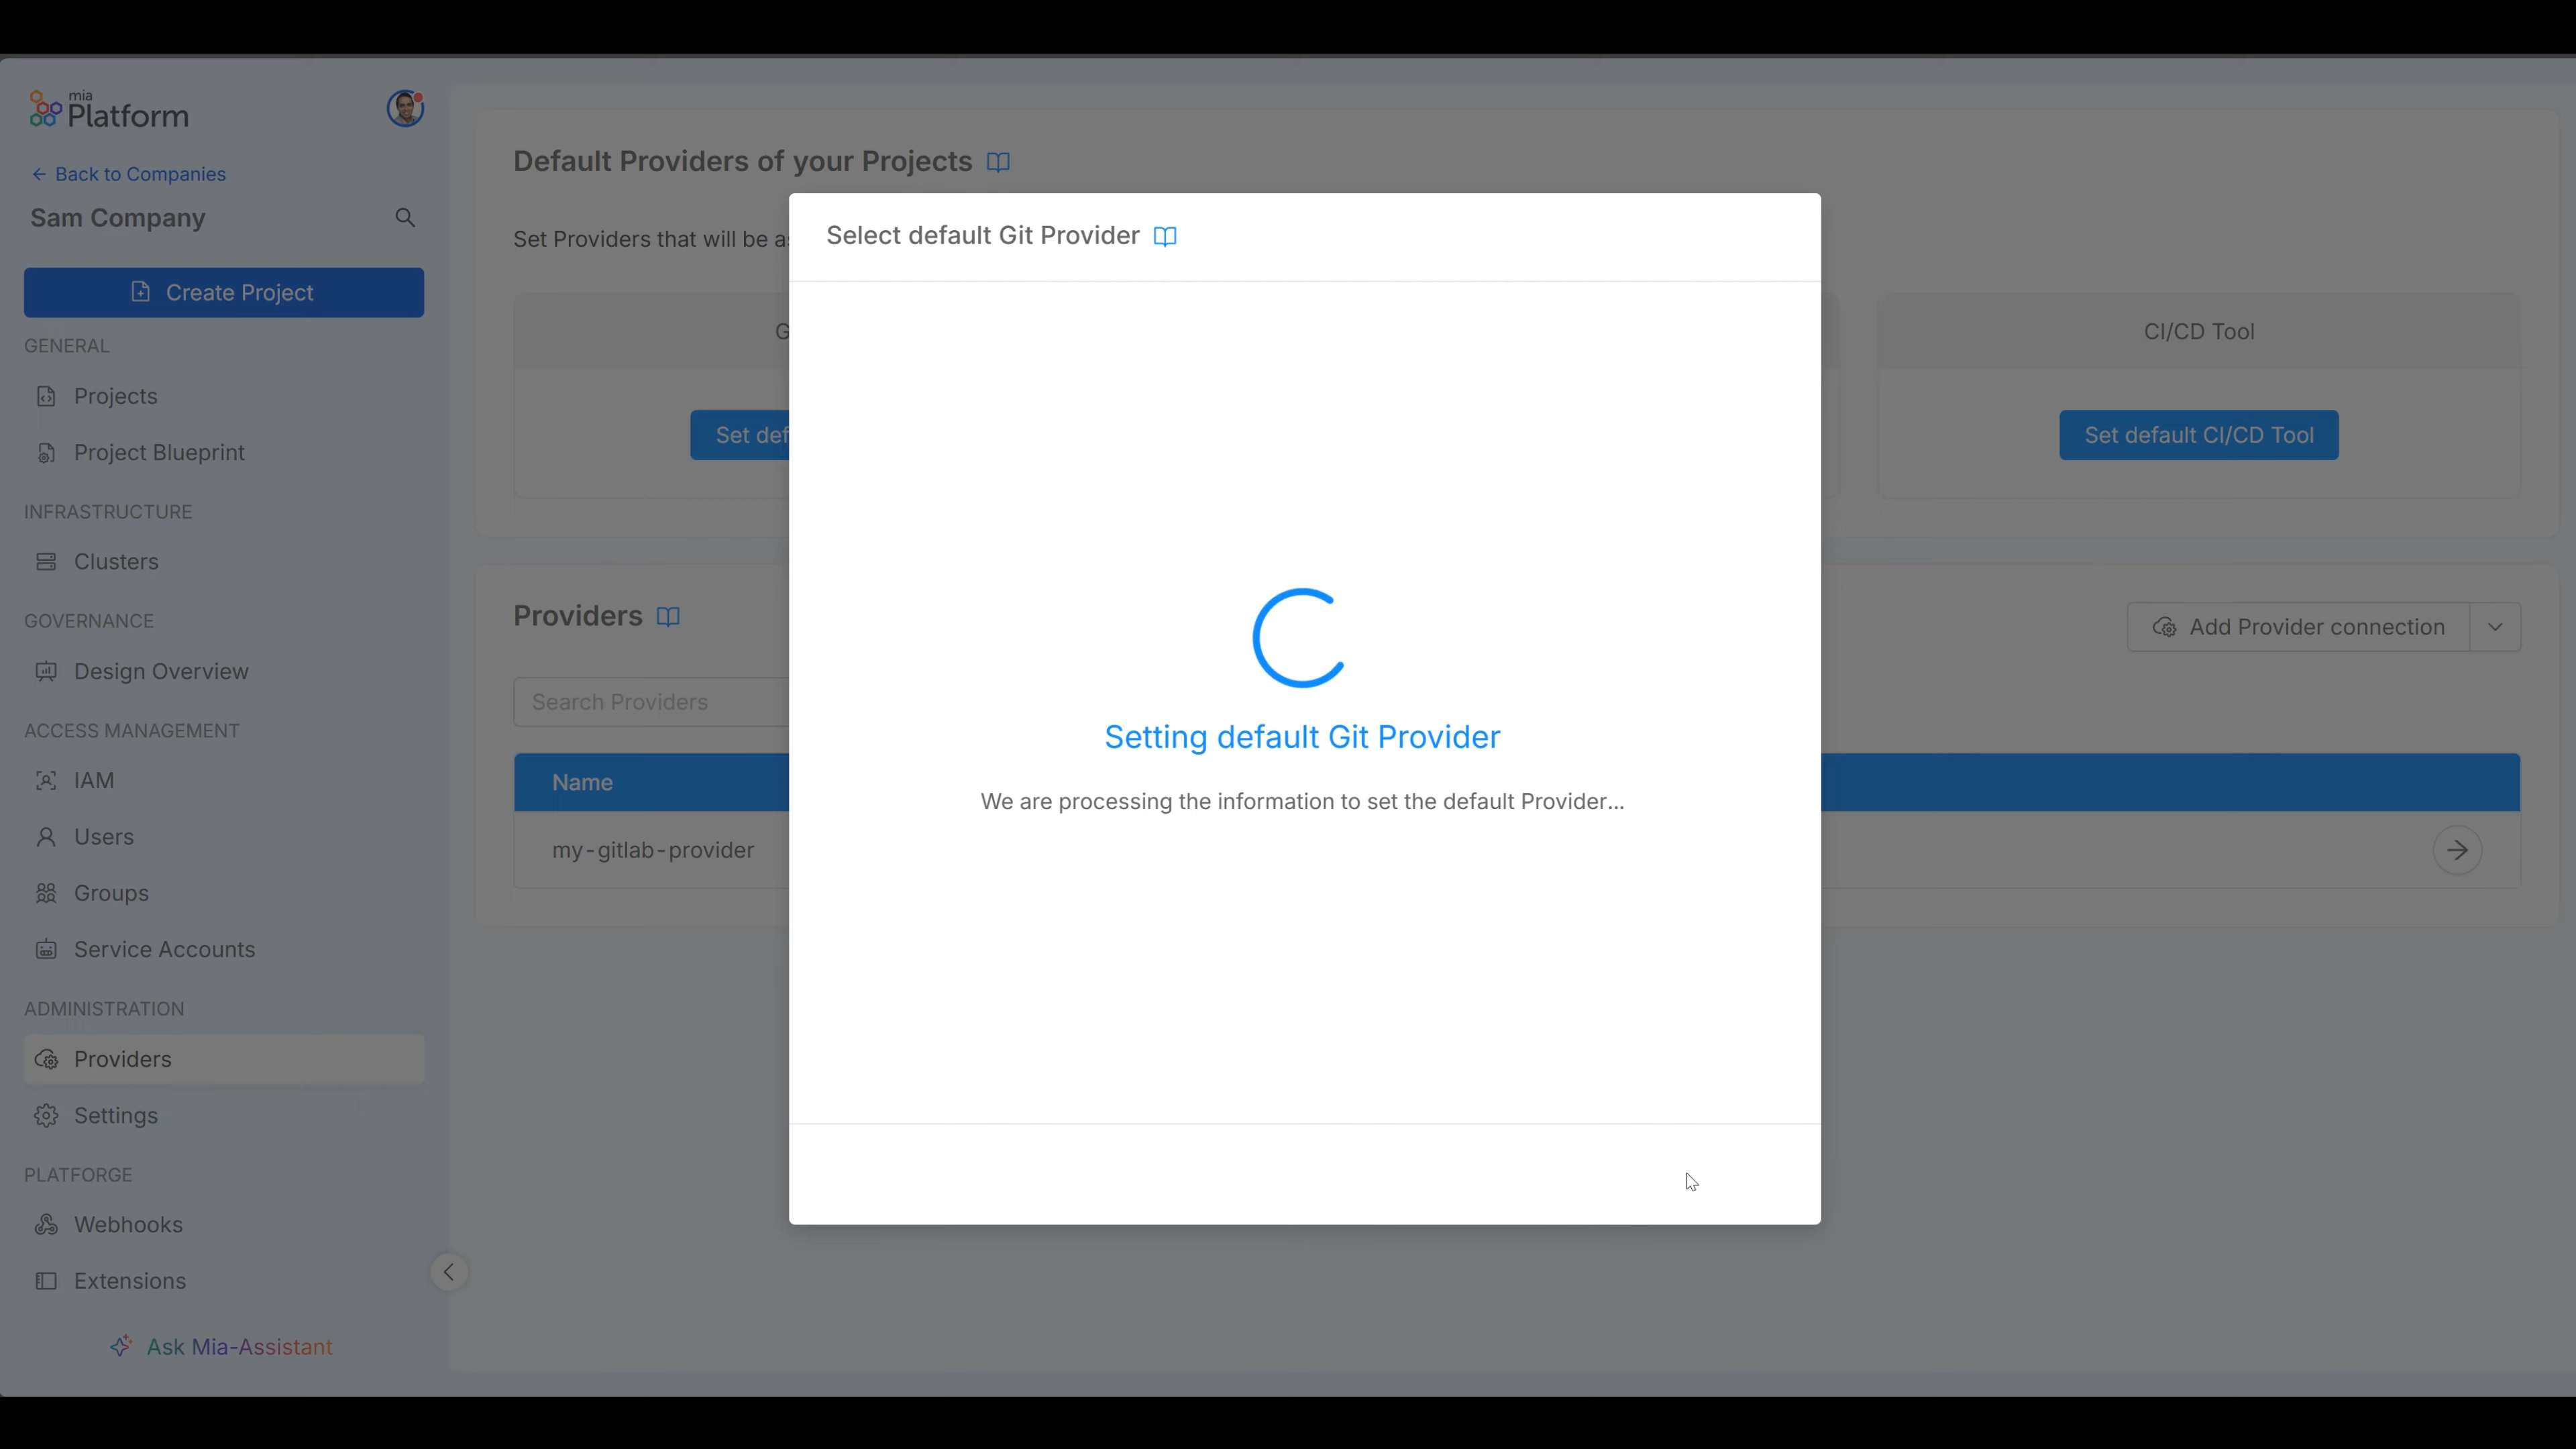 mia
Platform
Back to Companies
Sam Company
Create Project
GENERAL
Projects
Project Blueprint
INFRASTRUCTURE
Clusters
GOVERNANCE
Design Overview
ACCESS MANAGEMENT
IAM
Users
Groups
Service Accounts
ADMINISTRATION
Providers
Settings
PLATFORGE
Webhooks
Extensions
Ask Mia-Assistant
Default Providers of your Projects
Set Providers that will be a
G
CI/CD Tool
Set def
Set default CI/CD Tool
Providers
Add Provider connection
Search Providers
Name
my-gitlab-provider
Select default Git Provider
Setting default Git Provider
We are processing the information to set the default Provider...